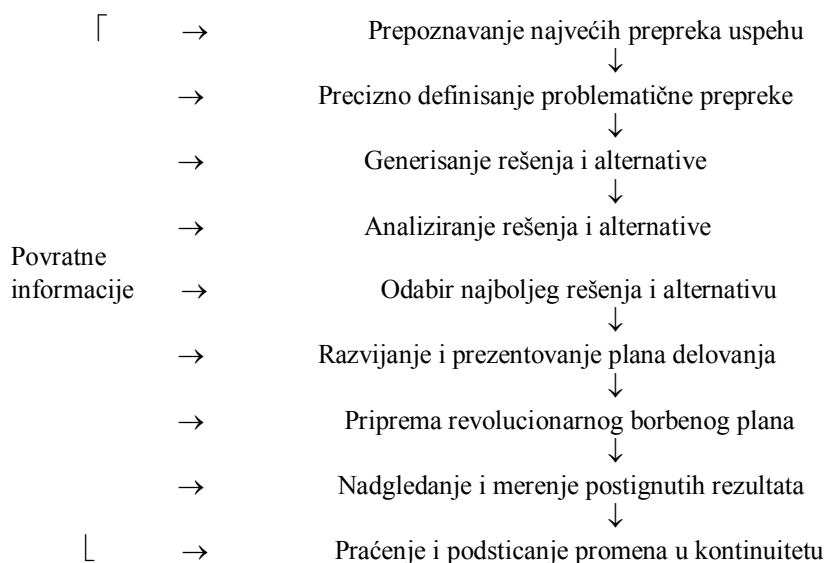 ⎡ → Prepoznavanje najvećih prepreka uspehu
↓
→ Precizno definisanje problematične prepreke
↓
→ Generisanje rešenja i alternative
↓
→ Analiziranje rešenja i alternative
Povratne
informacije → Odabir najboljeg rešenja i alternativu
↓
→ Razvijanje i prezentovanje plana delovanja
↓
→ Priprema revolucionarnog borbenog plana
↓
→ Nadgledanje i merenje postignutih rezultata
↓
⎣ → Praćenje i podsticanje promena u kontinuitetu